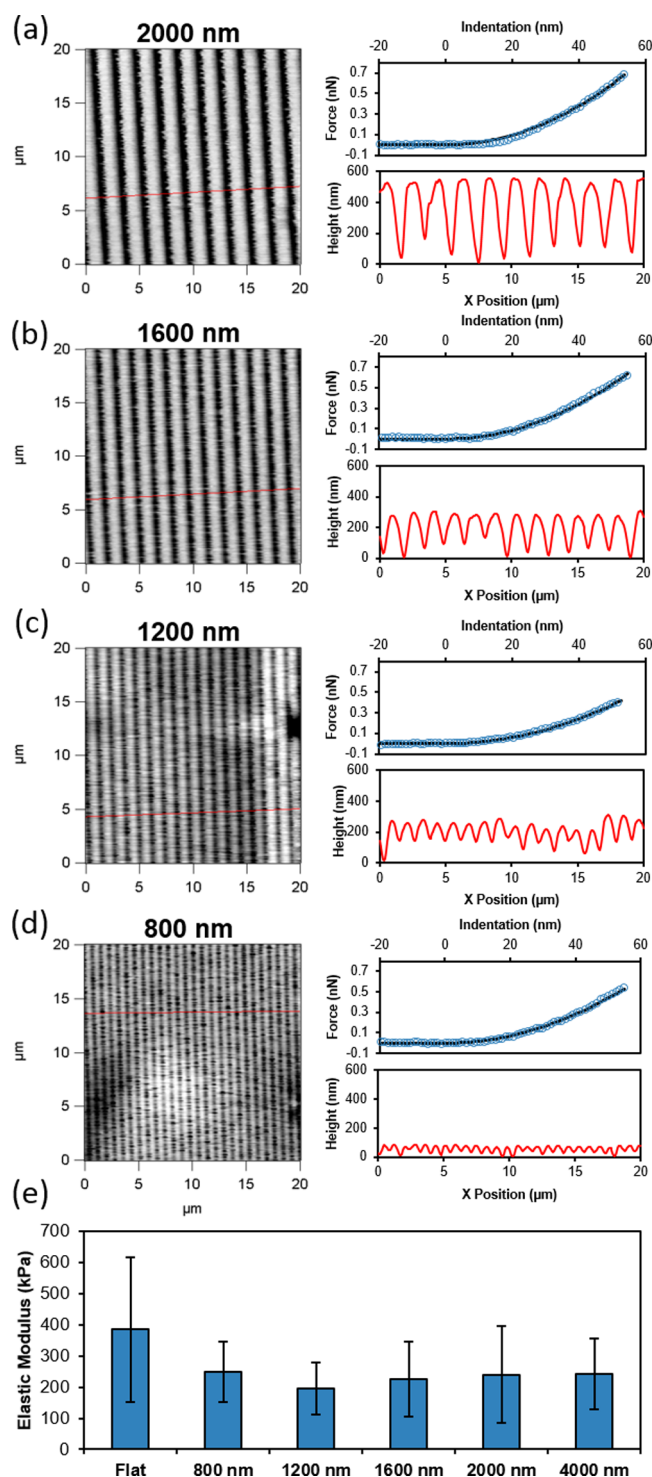 (a)
2000 nm
Indentation (nm)
-20 0 20 40 60
20
15
10
5
0
µm
0 5 10 15 20
0.7
0.5
0.3
0.1
-0.1
Force (nN)
600
400
200
0
Height (nm)
0 5 10 15 20
X Position (µm)
(b)
1600 nm
Indentation (nm)
-20 0 20 40 60
20
15
10
5
0
µm
0 5 10 15 20
0.7
0.5
0.3
0.1
-0.1
Force (nN)
600
400
200
0
Height (nm)
0 5 10 15 20
X Position (µm)
(c)
1200 nm
Indentation (nm)
-20 0 20 40 60
20
15
10
5
0
µm
0 5 10 15 20
0.7
0.5
0.3
0.1
-0.1
Force (nN)
600
400
200
0
Height (nm)
0 5 10 15 20
X Position (µm)
(d)
800 nm
Indentation (nm)
-20 0 20 40 60
20
15
10
5
0
µm
0 5 10 15 20
µm
0.7
0.5
0.3
0.1
-0.1
Force (nN)
600
400
200
0
Height (nm)
0 5 10 15 20
X Position (µm)
(e)
Elastic Modulus (kPa)
700
600
500
400
300
200
100
0
Flat 800 nm 1200 nm 1600 nm 2000 nm 4000 nm